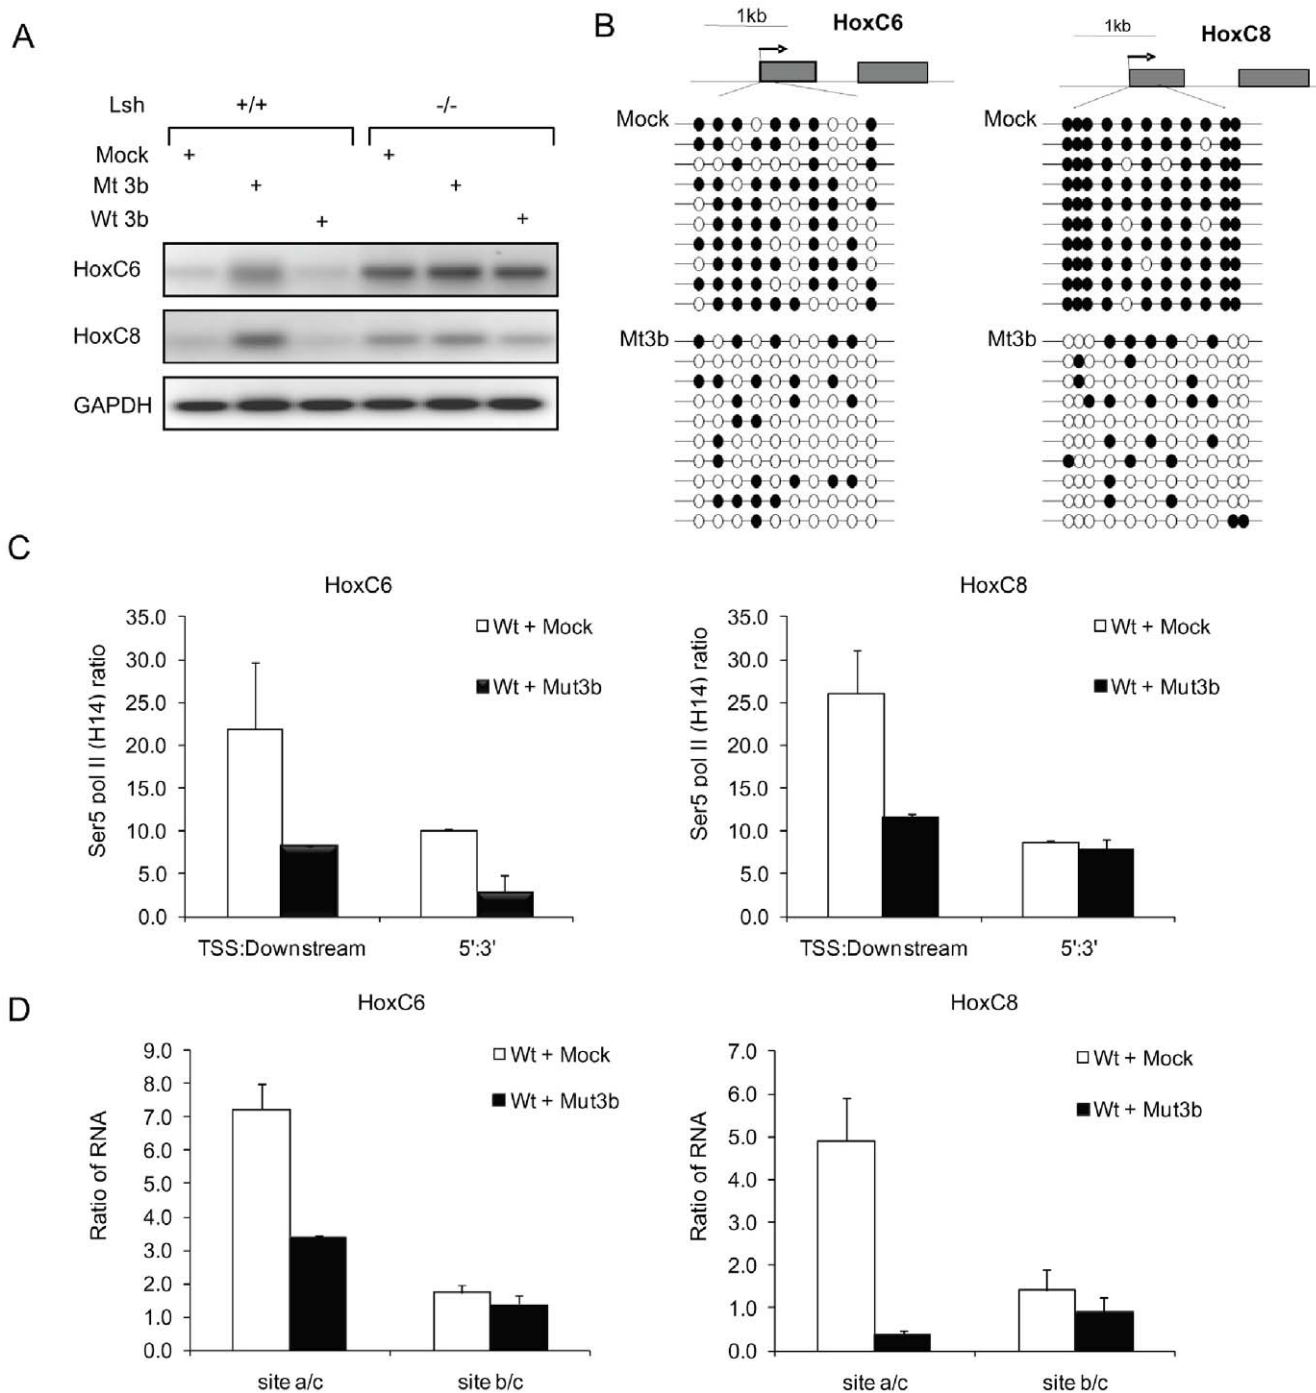 A
Lsh +/+ -/-
Mock + +
Mt 3b + +
Wt 3b + +
HoxC6
HoxC8
GAPDH
B
1kb HoxC6
Mock
Mt3b
1kb HoxC8
Mock
Mt3b
C
HoxC6
Ser5 pol II (H14) ratio
35.0
30.0
25.0
20.0
15.0
10.0
5.0
0.0
Wt + Mock
Wt + Mut3b
TSS:Downstream 5':3'
HoxC8
Ser5 pol II (H14) ratio
35.0
30.0
25.0
20.0
15.0
10.0
5.0
0.0
Wt + Mock
Wt + Mut3b
TSS:Downstream 5':3'
D
HoxC6
Ratio of RNA
9.0
8.0
7.0
6.0
5.0
4.0
3.0
2.0
1.0
0.0
Wt + Mock
Wt + Mut3b
site a/c site b/c
HoxC8
Ratio of RNA
7.0
6.0
5.0
4.0
3.0
2.0
1.0
0.0
Wt + Mock
Wt + Mut3b
site a/c site b/c